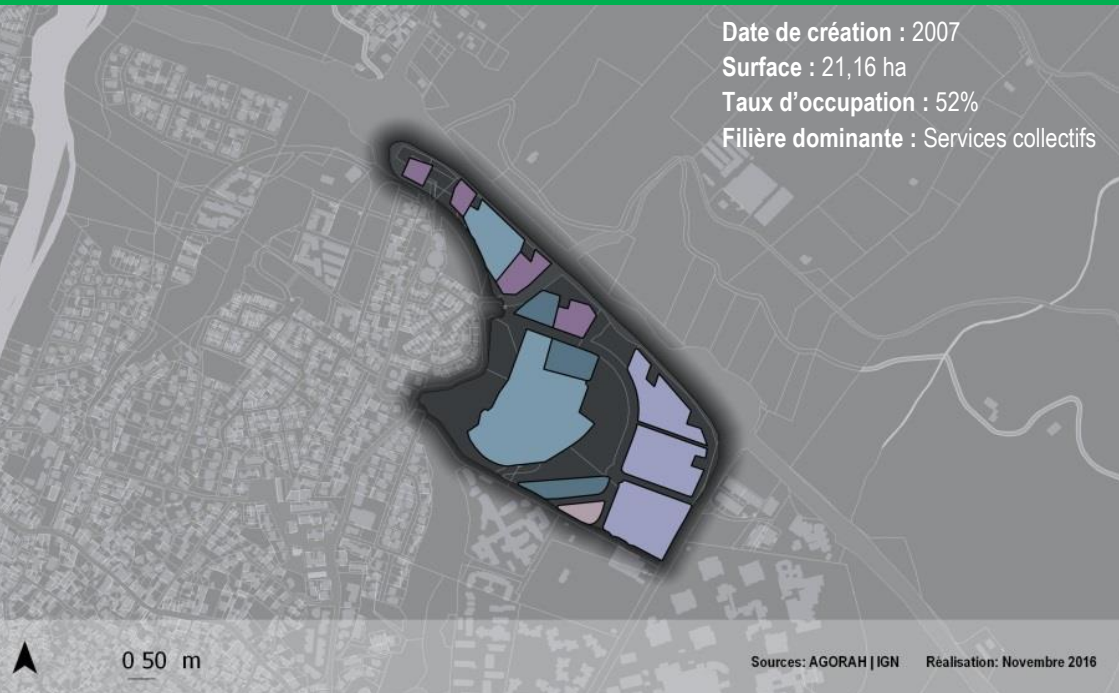 Date de création : 2007
Surface : 21,16 ha
Taux d’occupation : 52%
Filière dominante : Services collectifs
0 50 m
Sources: AGORAH | IGN Réalisation: Novembre 2016